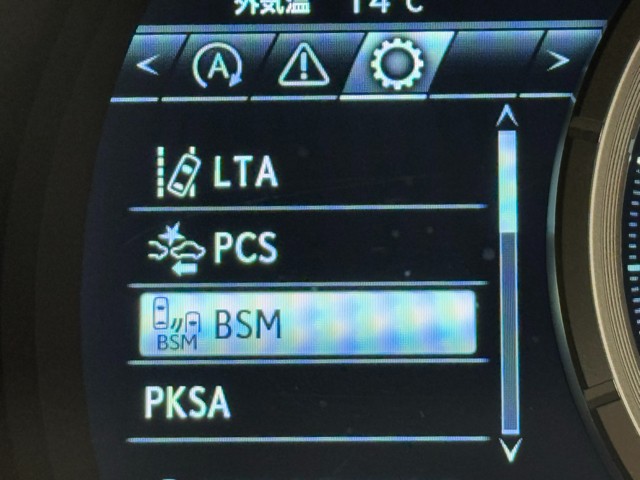 外気温 14℃
A
LTA
PCS
BSM BSM
PKSA